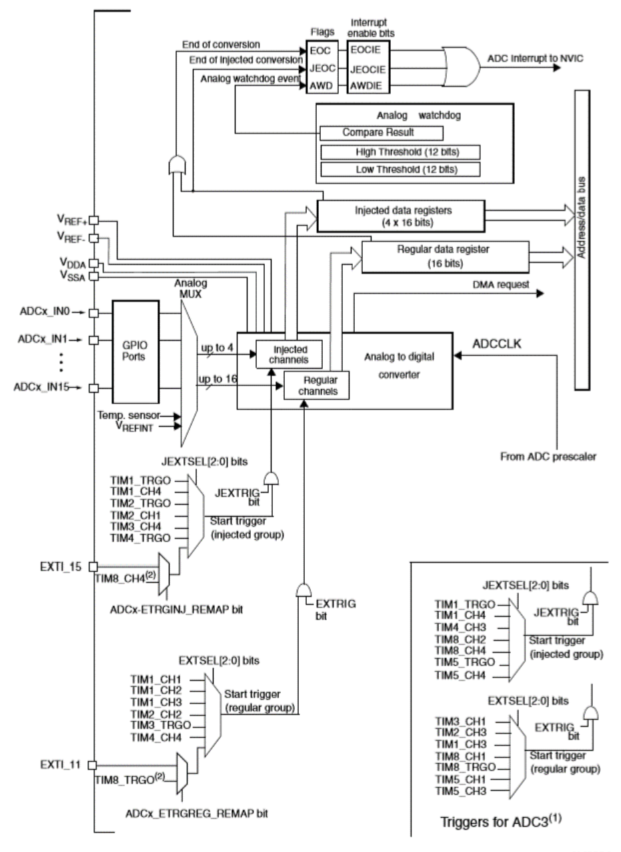 Flags
Interrupt
enable bits
End of conversion
EOC
EOCIE
End of injected conversion
JEOC
JEOCIE
ADC Interrupt to NVIC
Analog watchdog event
AWD
AWDIE
Analog watchdog
Compare Result
High Threshold (12 bits)
Low Threshold (12 bits)
Address/data bus
Injected data registers
(4 x 16 bits)
Regular data register
(16 bits)
VREF+
VREF-
VDDA
VSSA
Analog
MUX
DMA request
ADCx_IN0
ADCx_IN1
ADCx_IN15
GPIO
Ports
up to 4
up to 16
Injected
channels
Regular
channels
Analog to digital
converter
ADCCLK
Temp. sensor
VREFINT
From ADC prescaler
JEXTSEL[2:0] bits
TIM1_TRGO
TIM1_CH4
TIM2_TRGO
TIM2_CH1
TIM3_CH4
TIM4_TRGO
JEXTRIG
bit
Start trigger
(injected group)
EXTI_15
TIM8_CH4(2)
ADCx-ETRGINJ_REMAP bit
EXTRIG
bit
EXTSEL[2:0] bits
TIM1_CH1
TIM1_CH2
TIM1_CH3
TIM2_CH2
TIM3_TRGO
TIM4_CH4
Start trigger
(regular group)
EXTI_11
TIM8_TRGO(2)
ADCx_ETRGREG_REMAP bit
JEXTSEL[2:0] bits
TIM1_TRGO
TIM1_CH4
TIM4_CH3
TIM8_CH2
TIM8_CH4
TIM5_TRGO
TIM5_CH4
JEXTRIG
bit
Start trigger
(injected group)
EXTSEL[2:0] bits
TIM3_CH1
TIM2_CH3
TIM1_CH3
TIM8_CH1
TIM8_TRGO
TIM5_CH1
TIM5_CH3
EXTRIG
bit
Start trigger
(regular group)
Triggers for ADC3(1)